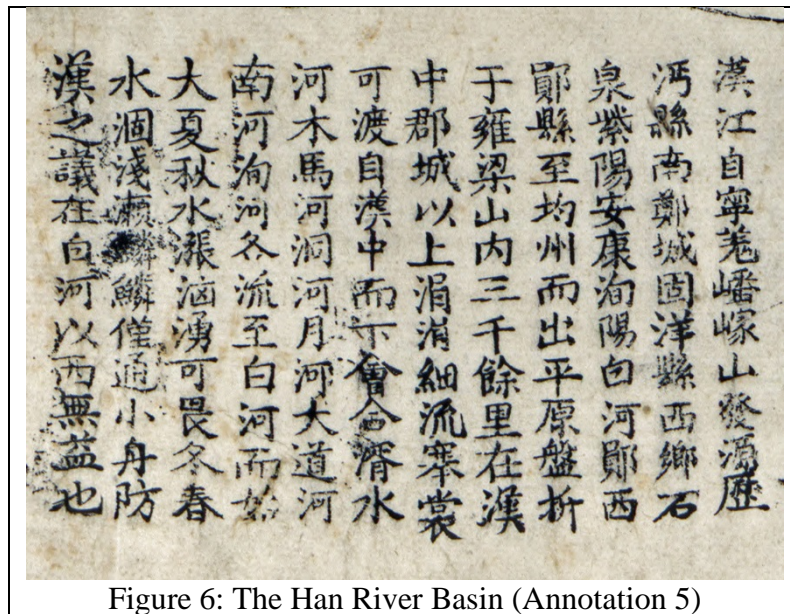 漢江自寧羗嶓山發源歷
沔縣南鄭城固洋縣西鄉石
泉紫陽安康洵陽白河鄖西
鄖縣至均州而出平原盤折
于雍梁山內三千餘里在漢
中郡城以上涓涓細流裳
可渡自漢中而下會合湑水
河木馬河洞河月河大道河
南河洵河各流至白河而始
大夏秋水漲洶湧可畏冬春
水涸淺瀬鱗鱗僅通小舟防
漢之議在白河以西無益也
Figure 6: The Han River Basin (Annotation 5)